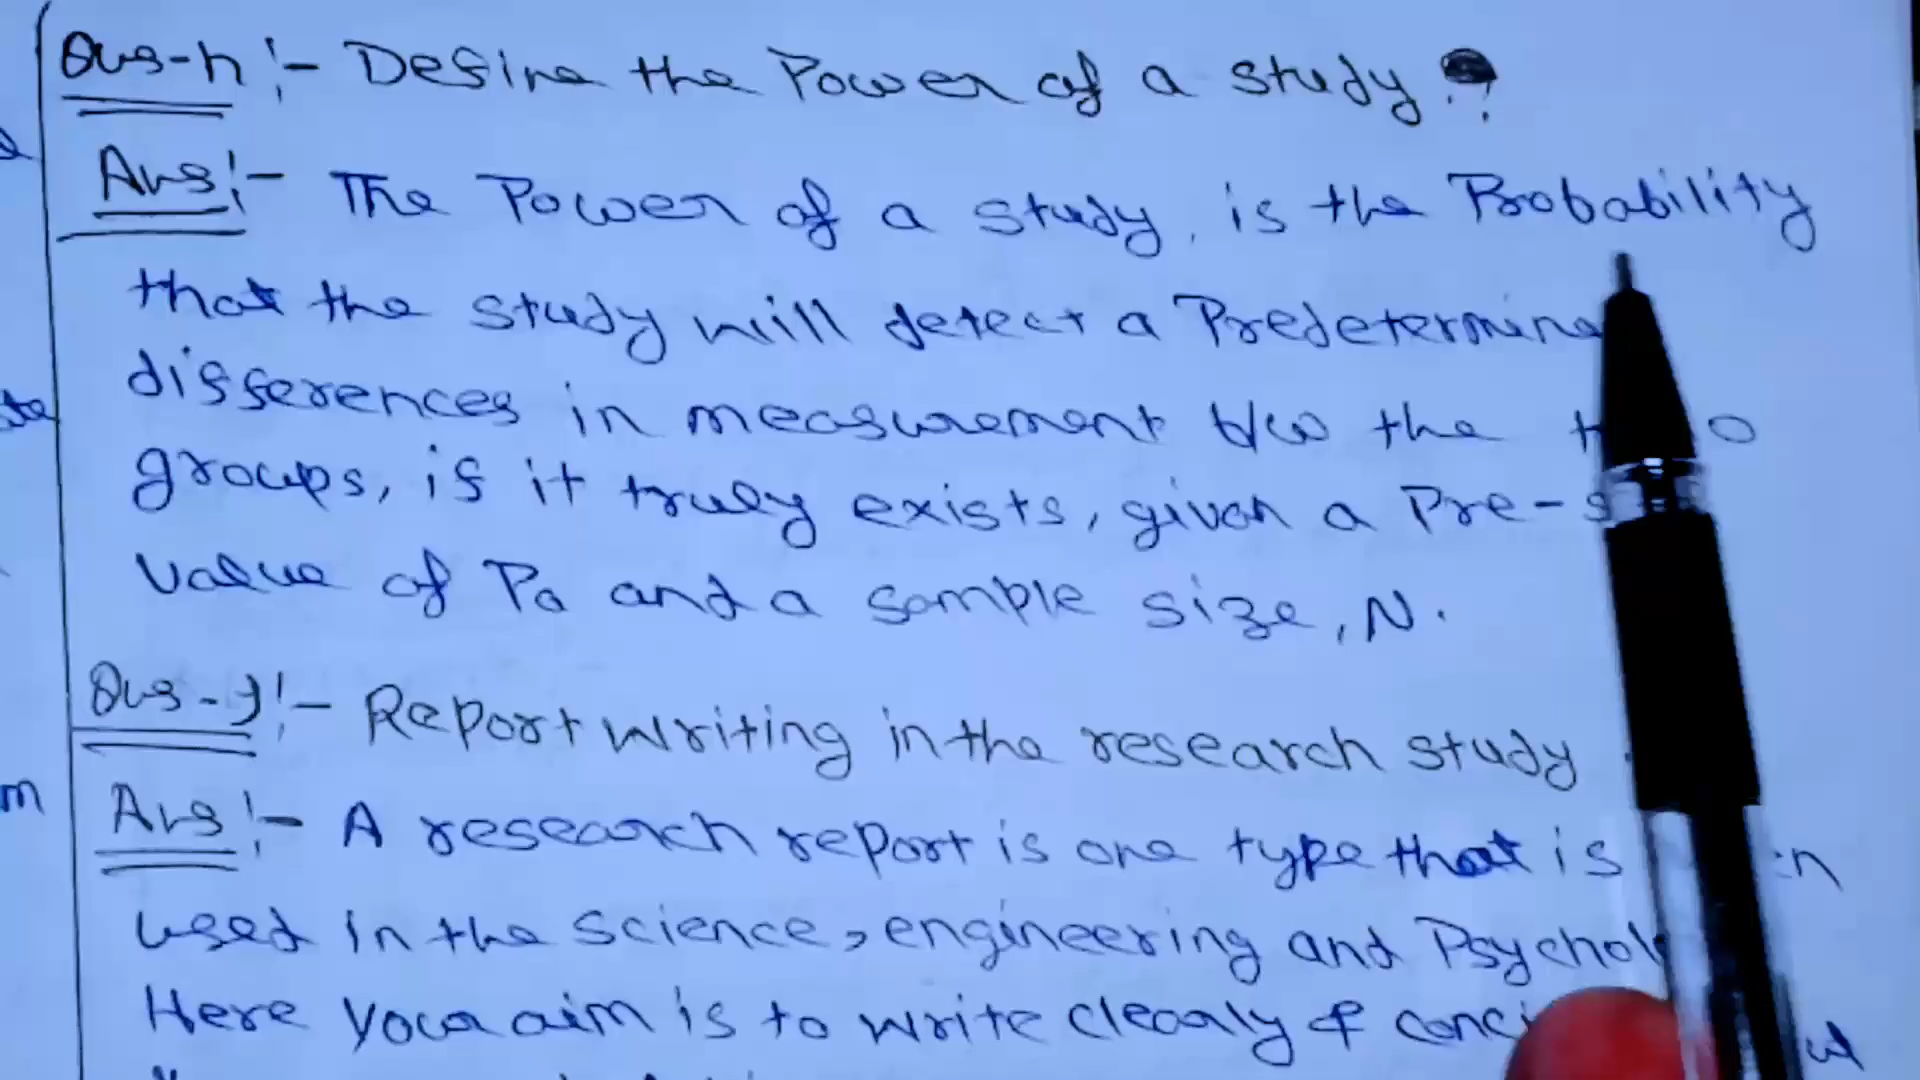 Qus-h:- Define the Power of a study?
Ans:- The Power of a study, is the Probability
that the study will detect a Predetermine
differences in measurement b/w the
groups, if it truly exists, given a Pre-s
value of Pa and a sample size, N.
Qus-g:- Report writing in the research study
Ans:- A research report is one type that is
used in the science, engineering and Psychol
Here your aim is to write clearly & conci